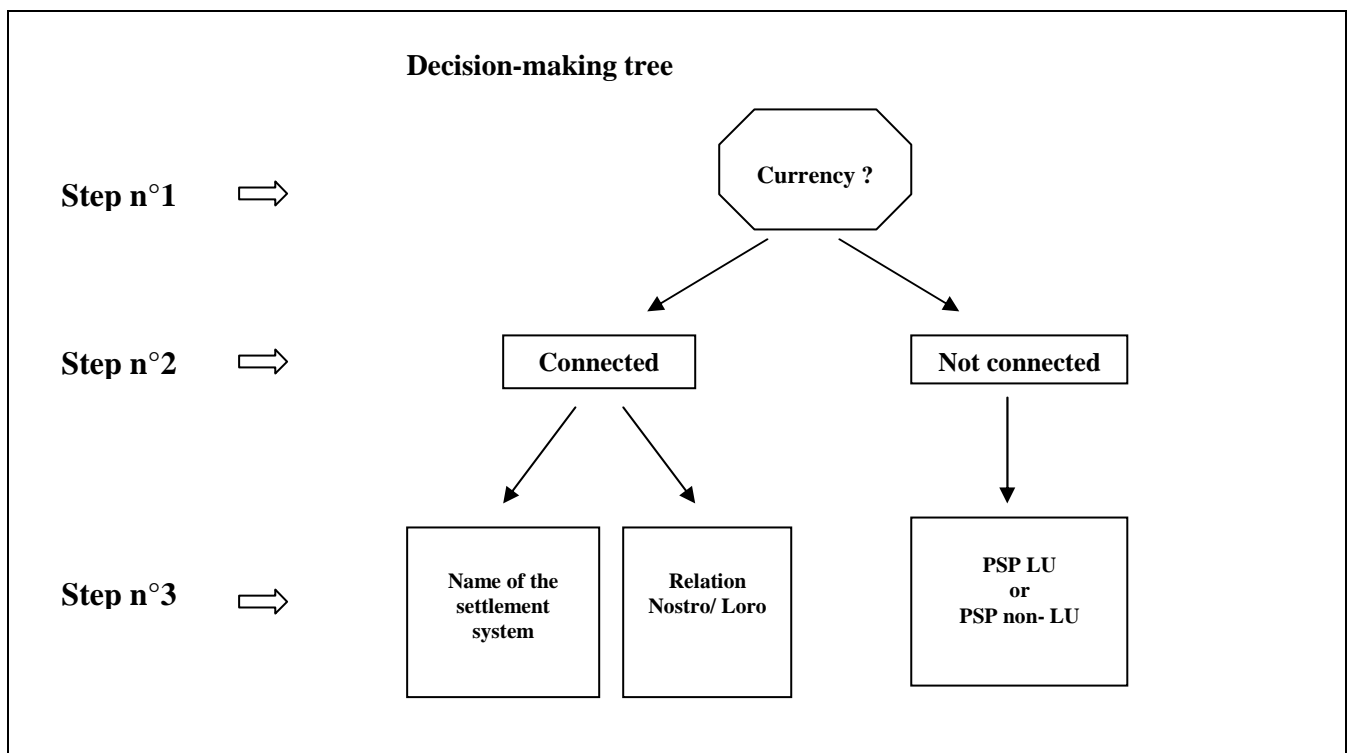 Decision-making tree
Step n°1
Currency ?
Step n°2
Connected
Not connected
Step n°3
Name of the
settlement
system
Relation
Nostro/ Loro
PSP LU
or
PSP non- LU